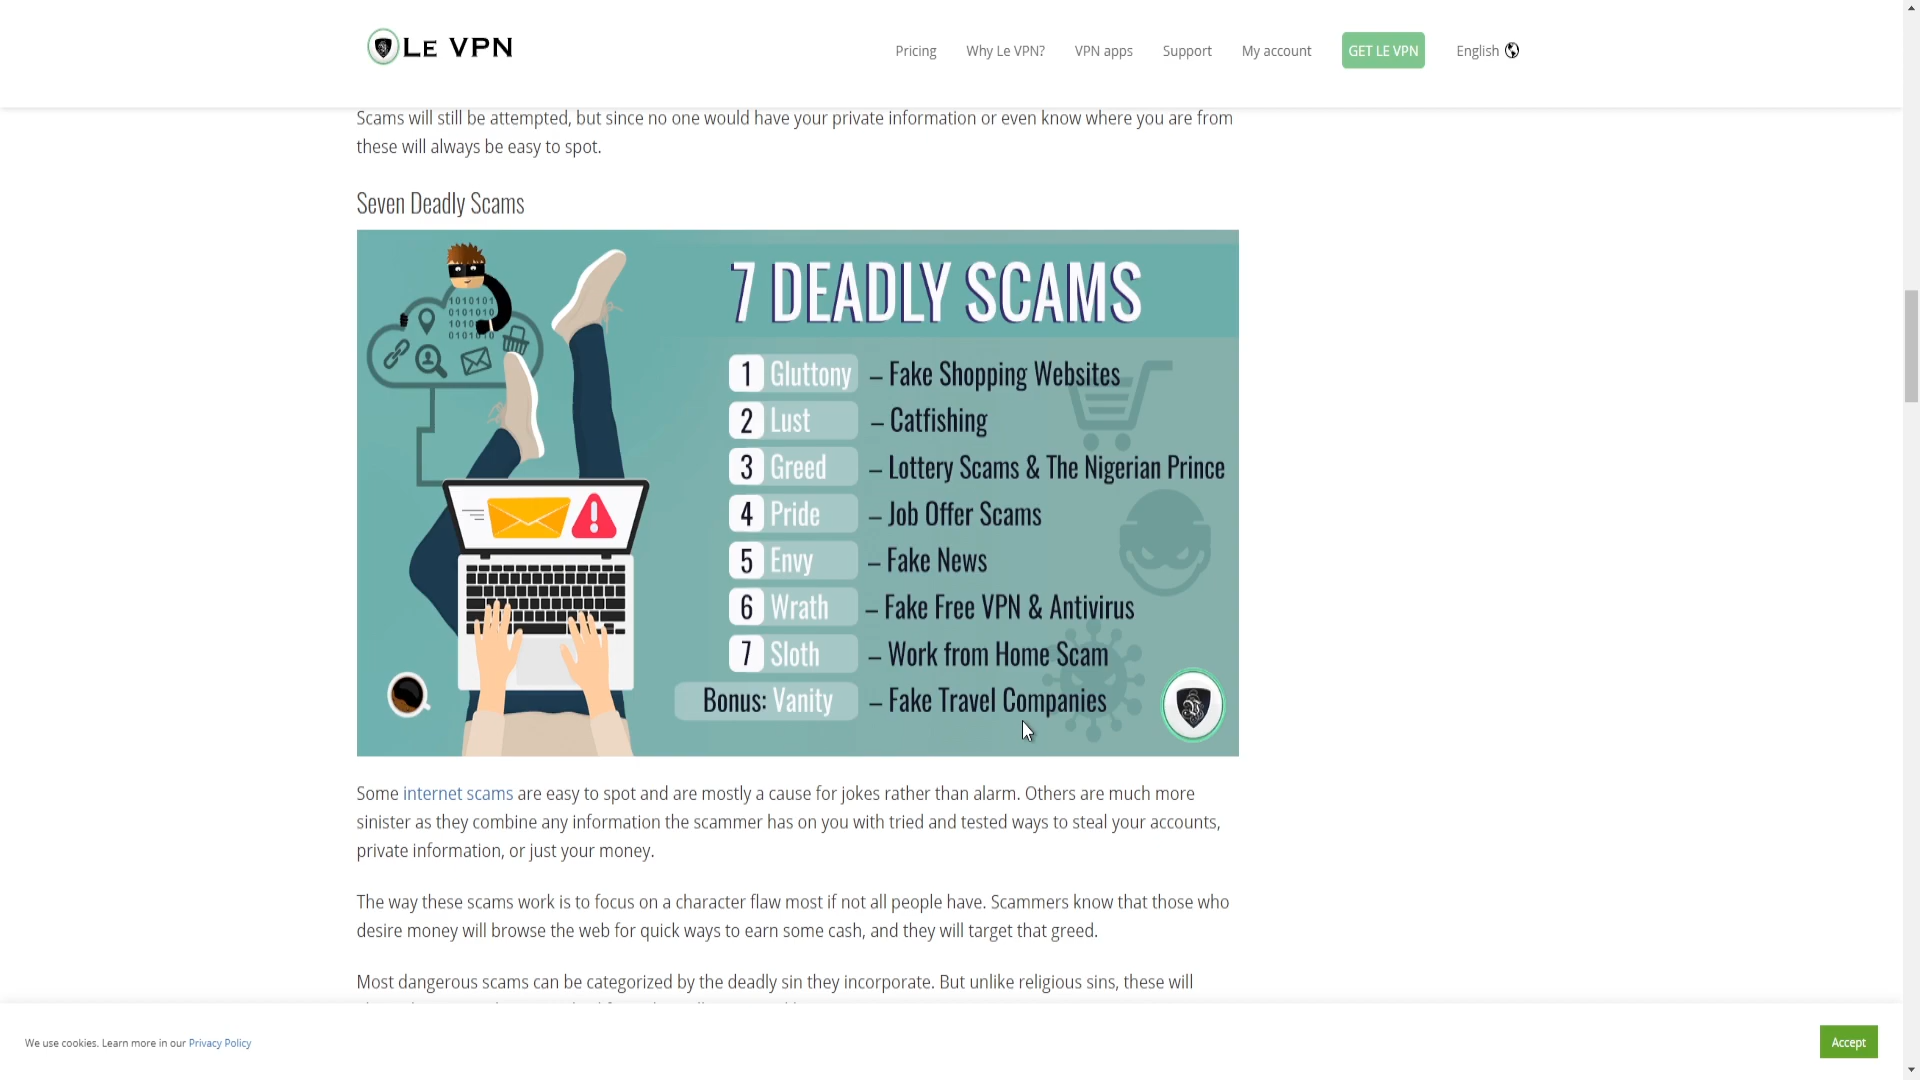 LE VPN
Pricing Why Le VPN? VPN apps Support My account GET LE VPN English
Scams will still be attempted, but since no one would have your private information or even know where you are from
these will always be easy to spot.
Seven Deadly Scams
7 DEADLY SCAMS
1010101
0101010
1010
0101010
1 Gluttony – Fake Shopping Websites
2 Lust – Catfishing
3 Greed – Lottery Scams & The Nigerian Prince
4 Pride – Job Offer Scams
5 Envy – Fake News
6 Wrath – Fake Free VPN & Antivirus
7 Sloth – Work from Home Scam
Bonus: Vanity – Fake Travel Companies
Some internet scams are easy to spot and are mostly a cause for jokes rather than alarm. Others are much more
sinister as they combine any information the scammer has on you with tried and tested ways to steal your accounts,
private information, or just your money.
The way these scams work is to focus on a character flaw most if not all people have. Scammers know that those who
desire money will browse the web for quick ways to earn some cash, and they will target that greed.
Most dangerous scams can be categorized by the deadly sin they incorporate. But unlike religious sins, these will
We use cookies. Learn more in our Privacy Policy
Accept